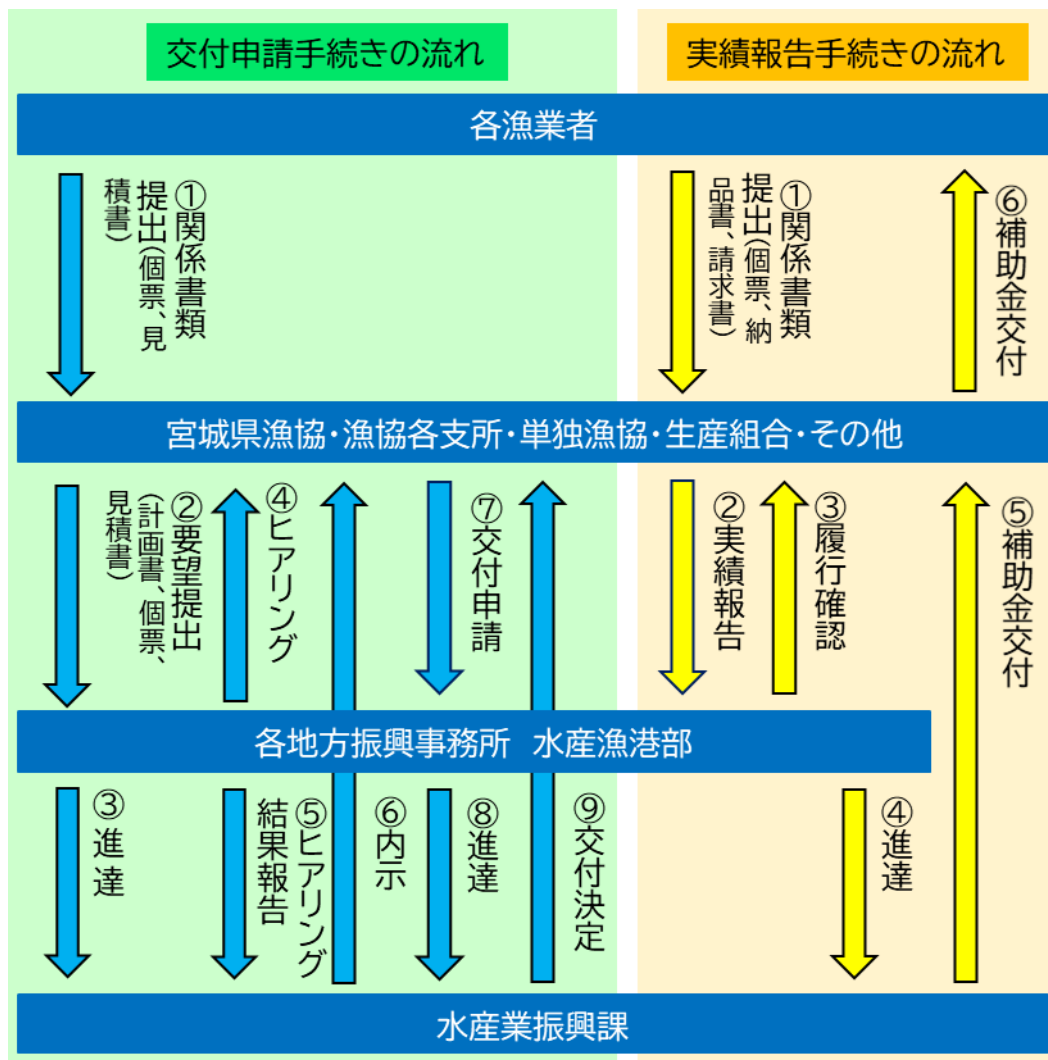 交付申請手続きの流れ
実績報告手続きの流れ
各漁業者
①関係書類
提出(個票、見
積書)
①関係書類
提出(個票、納
品書、請求書)
⑥補助金交付
宮城県漁協・漁協各支所・単独漁協・生産組合・その他
②要望提出
(計画書、個票、
見積書)
④ヒアリング
⑦交付申請
②実績報告
③履行確認
⑤補助金交付
各地方振興事務所 水産漁港部
③進達
⑤ヒアリング
結果報告
⑥内示
⑧進達
⑨交付決定
④進達
水産業振興課